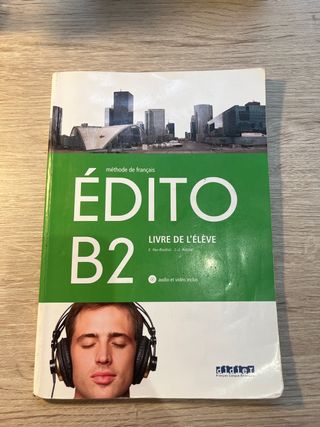 méthode de français
ÉDITO
B2
LIVRE DE L'ÉLÈVE
audio et vidéo inclus
didier